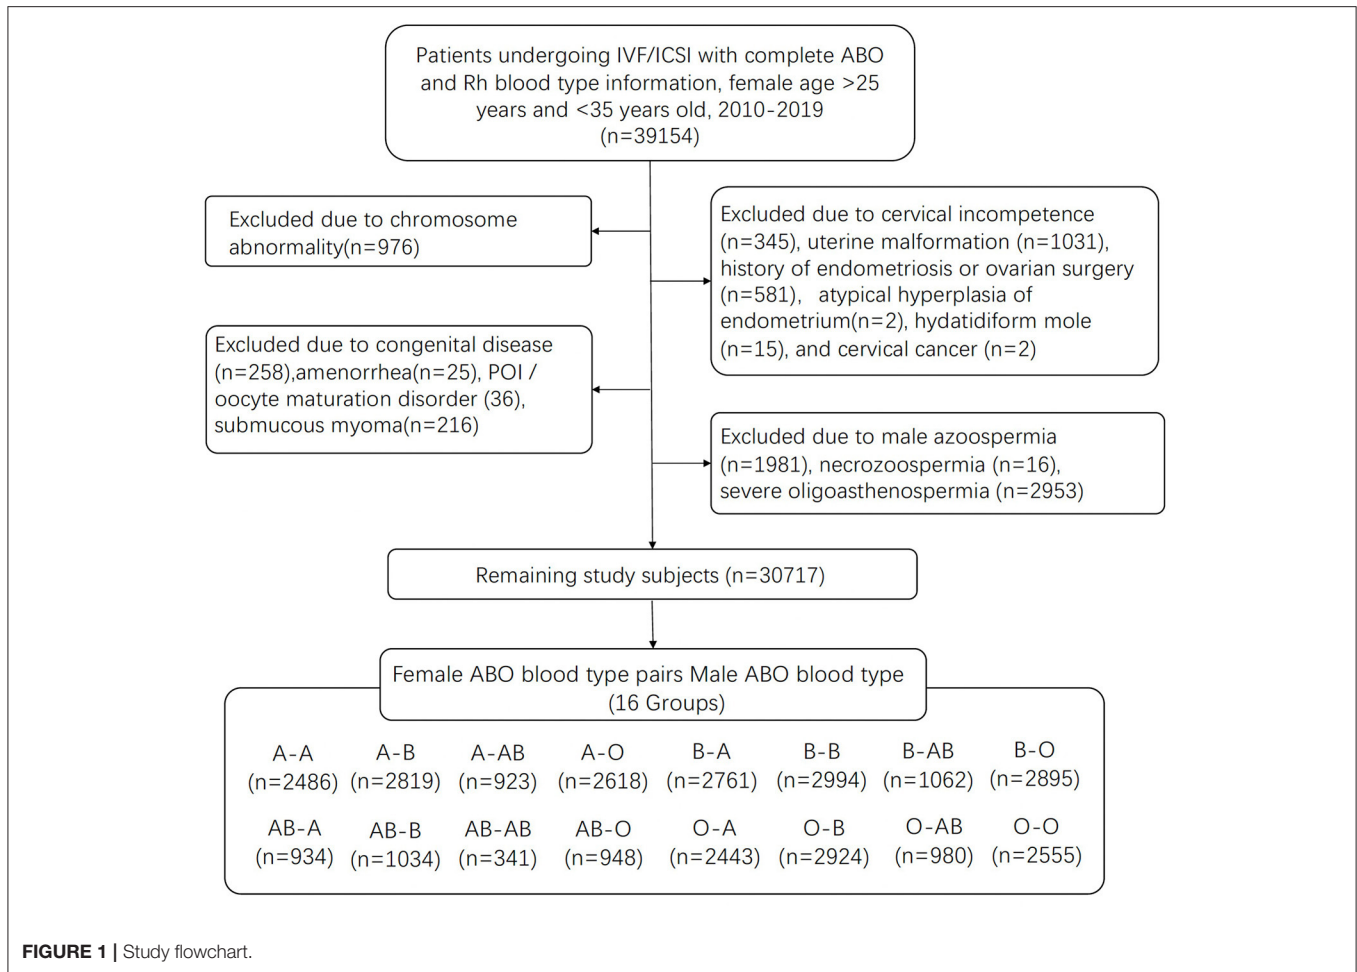 Patients undergoing IVF/ICSI with complete ABO
and Rh blood type information, female age >25
years and <35 years old, 2010-2019
(n=39154)
Excluded due to chromosome
abnormality(n=976)
Excluded due to cervical incompetence
(n=345), uterine malformation (n=1031),
history of endometriosis or ovarian surgery
(n=581), atypical hyperplasia of
endometrium(n=2), hydatidiform mole
(n=15), and cervical cancer (n=2)
Excluded due to congenital disease
(n=258),amenorrhea(n=25), POI /
oocyte maturation disorder (36),
submucous myoma(n=216)
Excluded due to male azoospermia
(n=1981), necrozoospermia (n=16),
severe oligoasthenospermia (n=2953)
Remaining study subjects (n=30717)
Female ABO blood type pairs Male ABO blood type
(16 Groups)
A-A A-B A-AB A-O B-A B-B B-AB B-O
(n=2486) (n=2819) (n=923) (n=2618) (n=2761) (n=2994) (n=1062) (n=2895)
AB-A AB-B AB-AB AB-O O-A O-B O-AB O-O
(n=934) (n=1034) (n=341) (n=948) (n=2443) (n=2924) (n=980) (n=2555)
FIGURE 1 | Study flowchart.